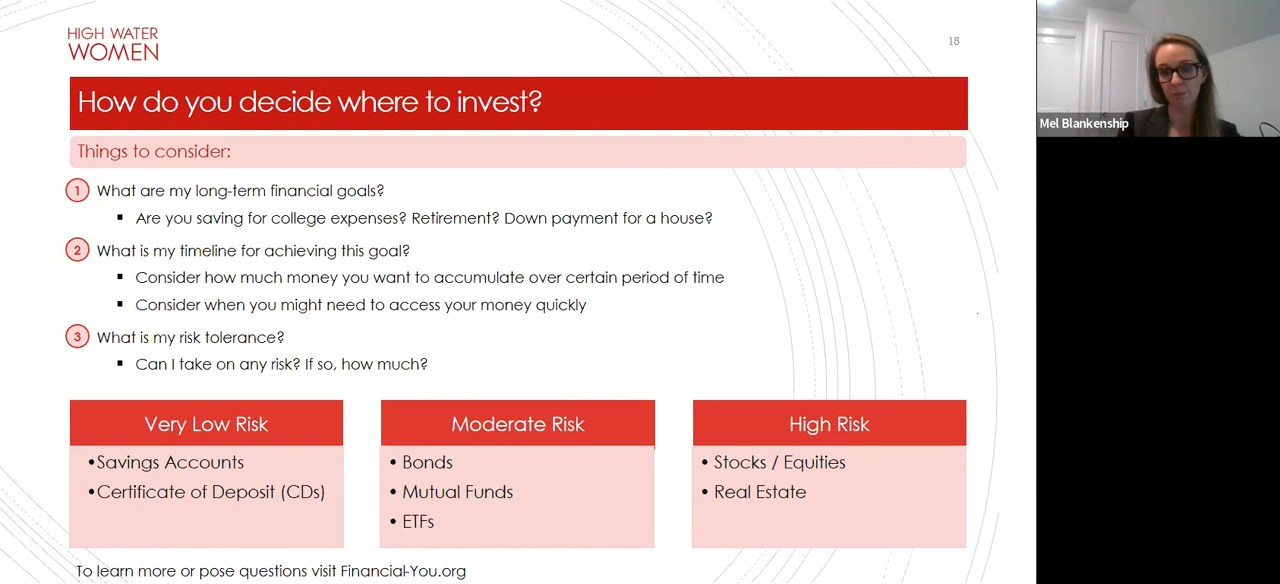 HIGH WATER
WOMEN
15
How do you decide where to invest?
Things to consider:
1 What are my long-term financial goals?
▪ Are you saving for college expenses? Retirement? Down payment for a house?
2 What is my timeline for achieving this goal?
▪ Consider how much money you want to accumulate over certain period of time
▪ Consider when you might need to access your money quickly
3 What is my risk tolerance?
▪ Can I take on any risk? If so, how much?
Very Low Risk
•Savings Accounts
•Certificate of Deposit (CDs)
Moderate Risk
• Bonds
• Mutual Funds
• ETFs
High Risk
• Stocks / Equities
• Real Estate
To learn more or pose questions visit Financial-You.org
Mel Blankenship